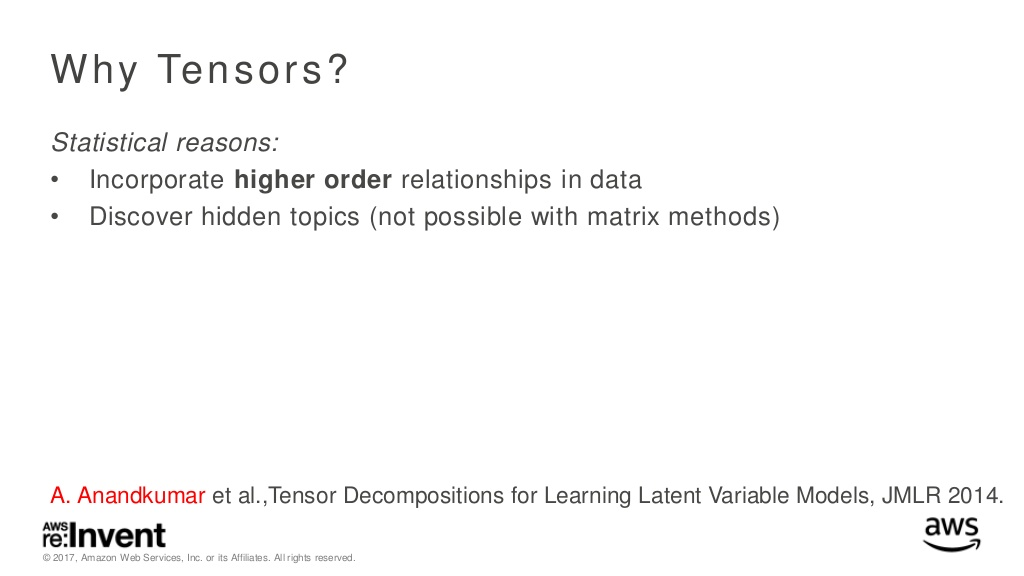 Why Tensors?
Statistical reasons:
• Incorporate higher order relationships in data
• Discover hidden topics (not possible with matrix methods)
A. Anandkumar et al.,Tensor Decompositions for Learning Latent Variable Models, JMLR 2014.
AWS
re:Invent
aws
© 2017, Amazon Web Services, Inc. or its Affiliates. All rights reserved.